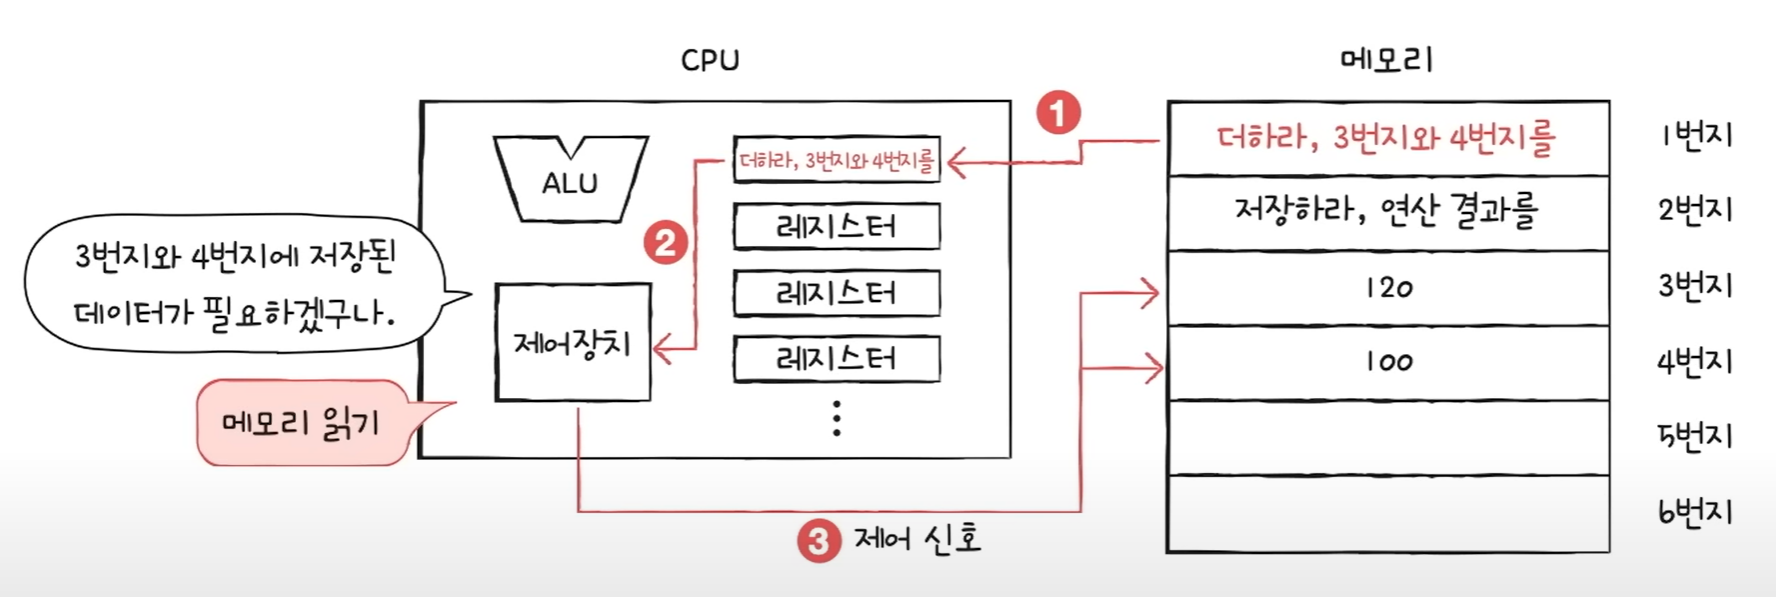 CPU
메모리
ALU
제어장치
더하라, 3번지와 4번지를
레지스터
레지스터
레지스터
3번지와 4번지에 저장된
데이터가 필요하겠구나.
메모리 읽기
1
2
3 제어 신호
더하라, 3번지와 4번지를 1번지
저장하라, 연산 결과를 2번지
120 3번지
100 4번지
5번지
6번지